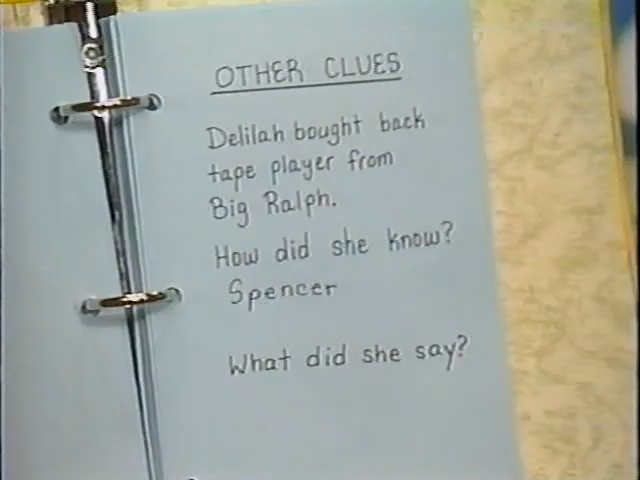 OTHER CLUES
Delilah bought back
tape player from
Big Ralph.
How did she know?
Spencer
What did she say?